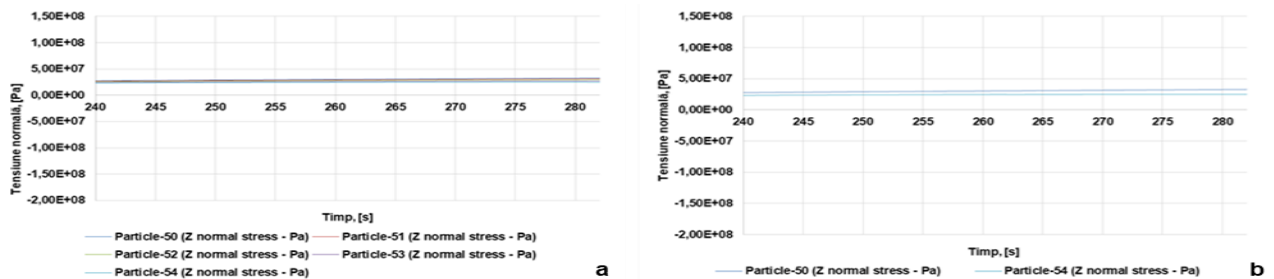 1,50E+08
1,00E+08
5,00E+07
0,00E+00
-5,00E+07
-1,00E+08
-1,50E+08
-2,00E+08
240 245 250 255 260 265 270 275 280
Tensiune normală,[Pa]
Timp, [s]
Particle-50 (Z normal stress - Pa) Particle-51 (Z normal stress - Pa)
Particle-52 (Z normal stress - Pa) Particle-53 (Z normal stress - Pa)
Particle-54 (Z normal stress - Pa)
a
1,50E+08
1,00E+08
5,00E+07
0,00E+00
-5,00E+07
-1,00E+08
-1,50E+08
-2,00E+08
240 245 250 255 260 265 270 275 280
Tensiune normală,[Pa]
Timp, [s]
Particle-50 (Z normal stress - Pa) Particle-54 (Z normal stress - Pa)
b